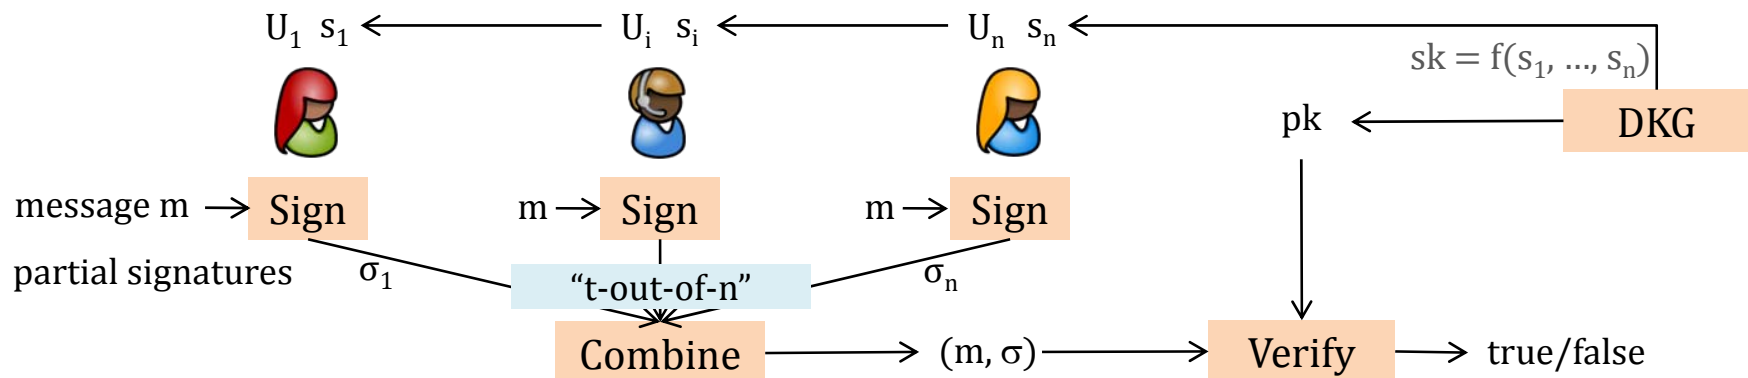 U₁ s₁ Uᵢ sᵢ Uₙ sₙ
sk = f(s₁, ..., sₙ)
pk DKG
message m Sign m Sign m Sign
partial signatures σ₁ “t-out-of-n” σₙ
Combine (m, σ) Verify true/false